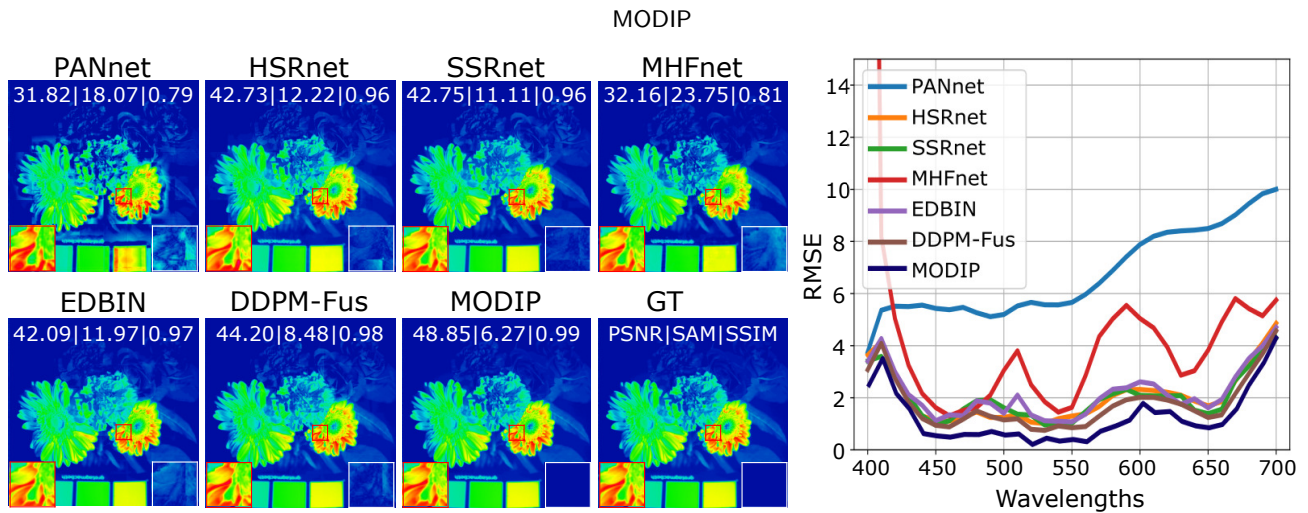 MODIP
PANnet HSRnet SSRnet MHFnet
31.82|18.07|0.79 42.73|12.22|0.96 42.75|11.11|0.96 32.16|23.75|0.81
EDBIN DDPM-Fus MODIP GT
42.09|11.97|0.97 44.20|8.48|0.98 48.85|6.27|0.99 PSNR|SAM|SSIM
RMSE
14
12
10
8
6
4
2
0
PANnet
HSRnet
SSRnet
MHFnet
EDBIN
DDPM-Fus
MODIP
400 450 500 550 600 650 700
Wavelengths